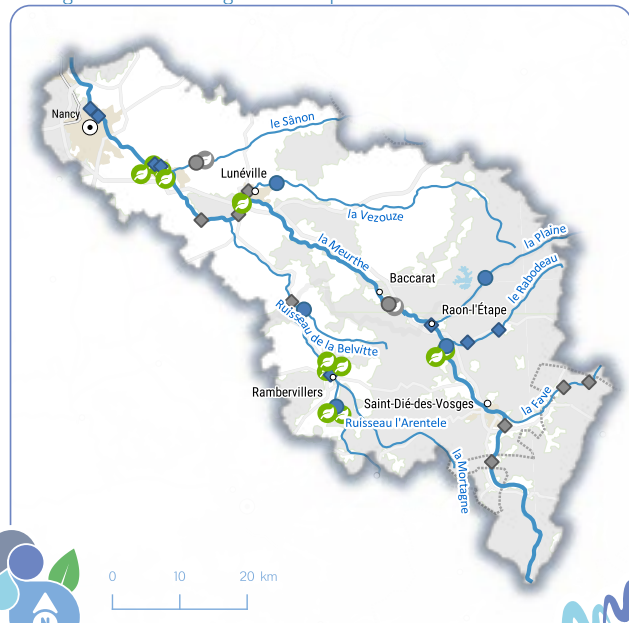 Nancy
le Sânon
Lunéville
la Vezouze
la Plaine
la Meurthe
le Rabodeau
Baccarat
Raon-l'Étape
Ruisseau de la Belvitte
Rambervillers
Saint-Dié-des-Vosges
la Fave
Ruisseau l'Arentele
la Mortagne
0 10 20 km
N